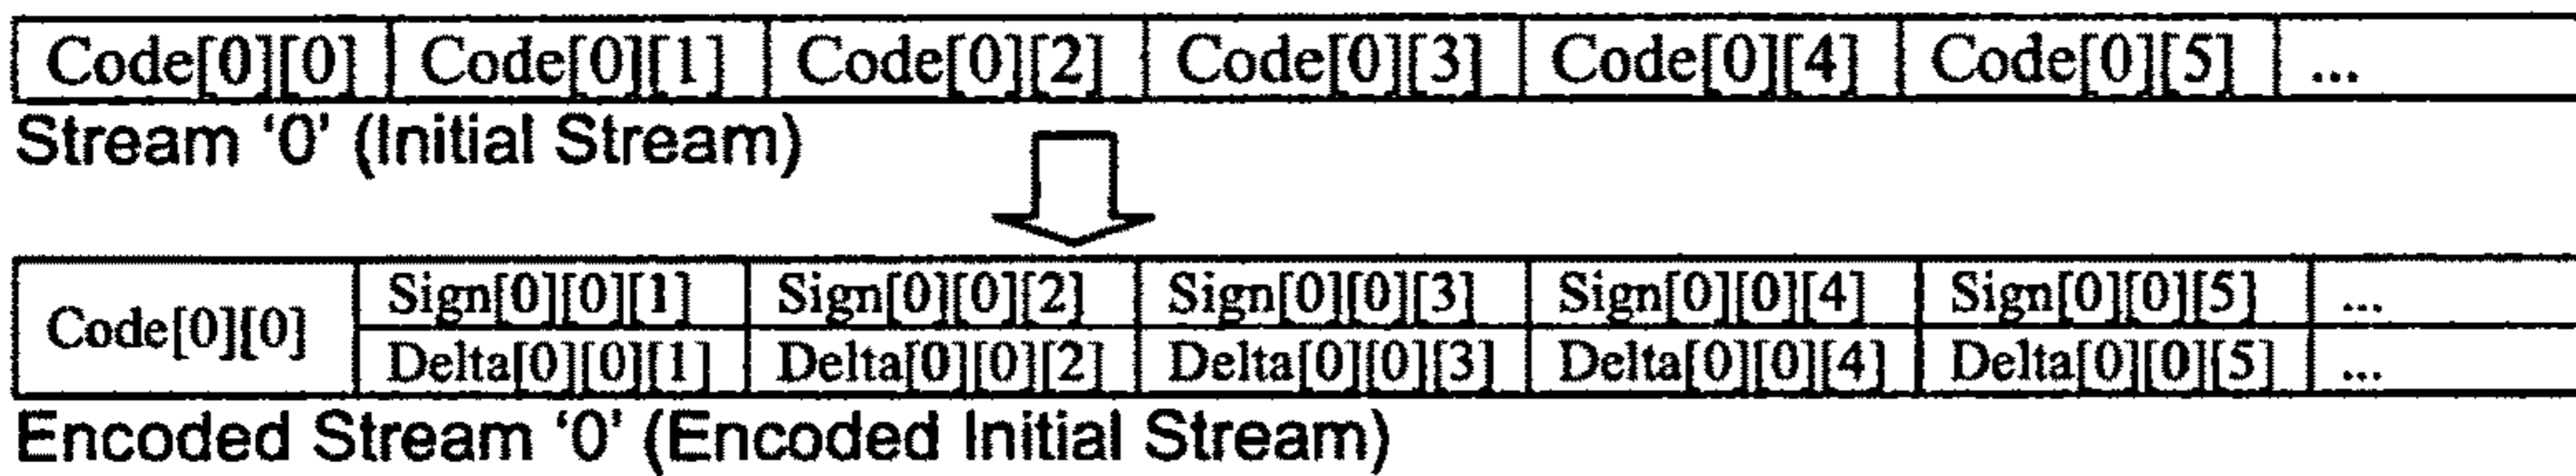 Code[0][0] Code[0][1] Code[0][2] Code[0][3] Code[0][4] Code[0][5] ...
Stream ‘0’ (Initial Stream)
Sign[0][0][1] Sign[0][0][2] Sign[0][0][3] Sign[0][0][4] Sign[0][0][5] ...
Code[0][0]
Delta[0][0][1] Delta[0][0][2] Delta[0][0][3] Delta[0][0][4] Delta[0][0][5] ...
Encoded Stream ‘0’ (Encoded Initial Stream)